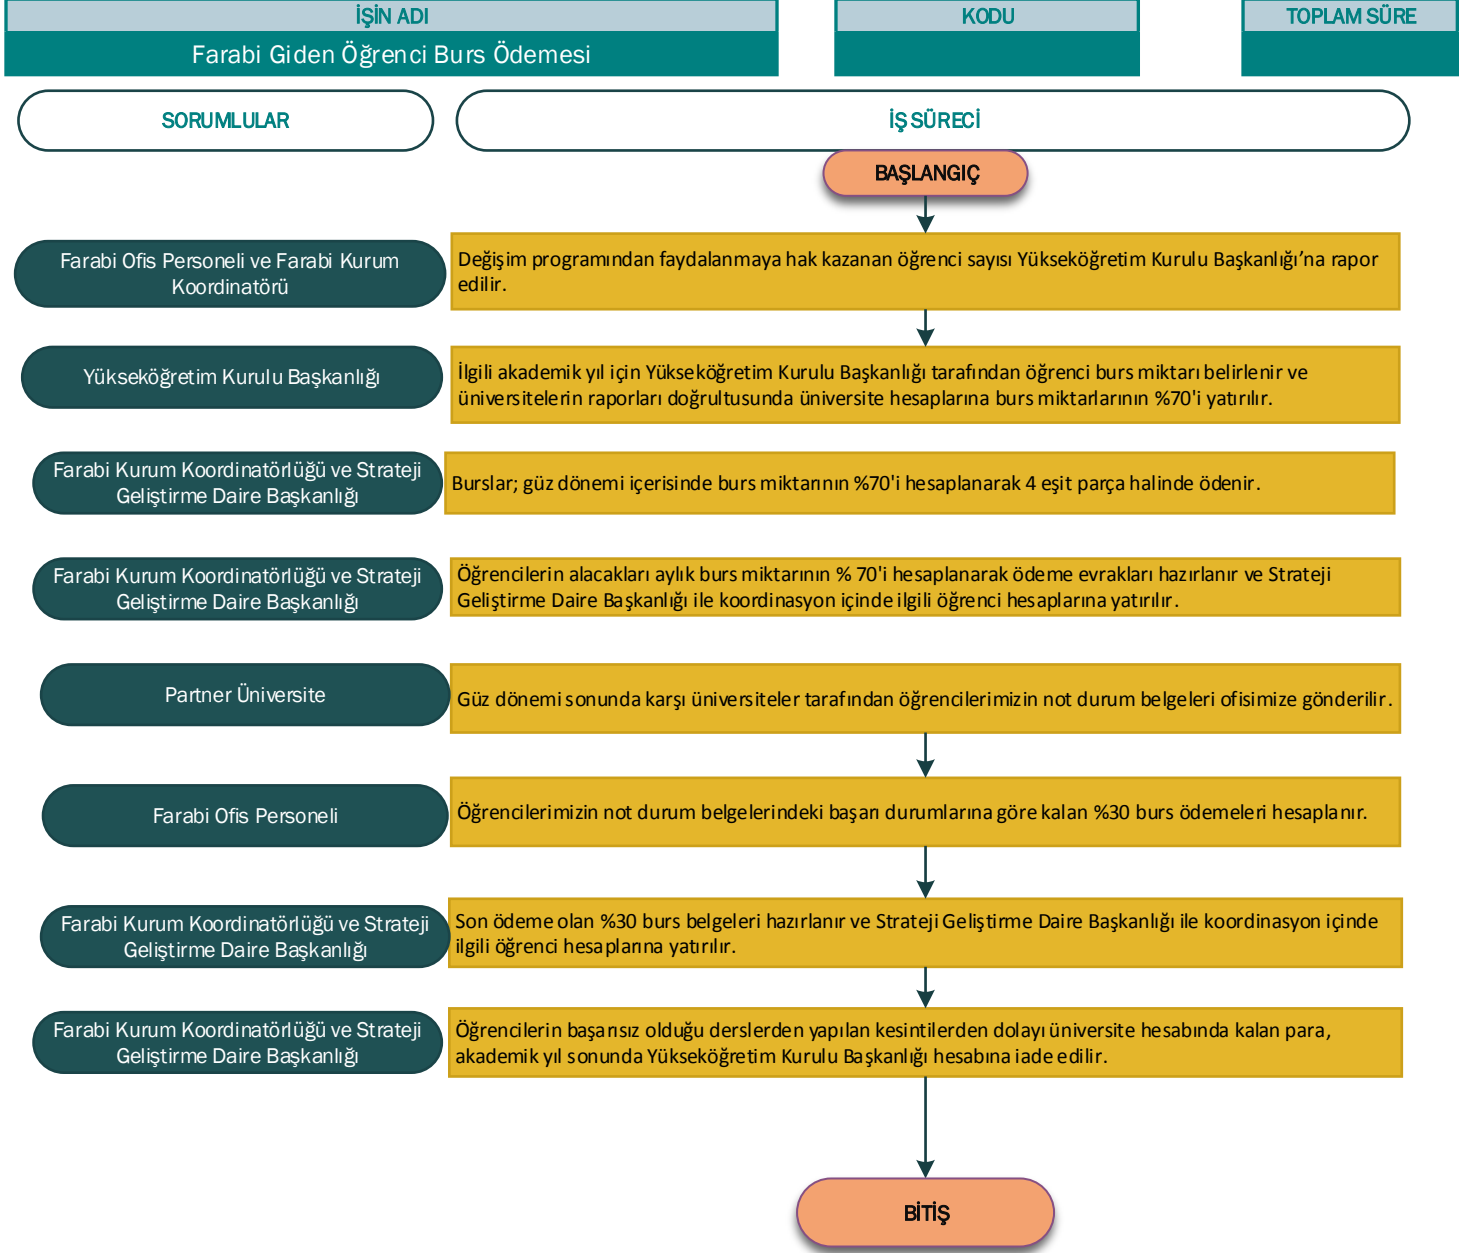 İŞİN ADI
KODU
TOPLAM SÜRE
Farabi Giden Öğrenci Burs Ödemesi
SORUMLULAR
İŞ SÜRECİ
BAŞLANGIÇ
Farabi Ofis Personeli ve Farabi Kurum
Koordinatörü
Değişim programından faydalanmaya hak kazanan öğrenci sayısı Yükseköğretim Kurulu Başkanlığı’na rapor
edilir.
Yükseköğretim Kurulu Başkanlığı
İlgili akademik yıl için Yükseköğretim Kurulu Başkanlığı tarafından öğrenci burs miktarı belirlenir ve
üniversitelerin raporları doğrultusunda üniversite hesaplarına burs miktarlarının %70'i yatırılır.
Farabi Kurum Koordinatörlüğü ve Strateji
Geliştirme Daire Başkanlığı
Burslar; güz dönemi içerisinde burs miktarının %70'i hesaplanarak 4 eşit parça halinde ödenir.
Farabi Kurum Koordinatörlüğü ve Strateji
Geliştirme Daire Başkanlığı
Öğrencilerin alacakları aylık burs miktarının % 70'i hesaplanarak ödeme evrakları hazırlanır ve Strateji
Geliştirme Daire Başkanlığı ile koordinasyon içinde ilgili öğrenci hesaplarına yatırılır.
Partner Üniversite
Güz dönemi sonunda karşı üniversiteler tarafından öğrencilerimizin not durum belgeleri ofisimize gönderilir.
Farabi Ofis Personeli
Öğrencilerimizin not durum belgelerindeki başarı durumlarına göre kalan %30 burs ödemeleri hesaplanır.
Farabi Kurum Koordinatörlüğü ve Strateji
Geliştirme Daire Başkanlığı
Son ödeme olan %30 burs belgeleri hazırlanır ve Strateji Geliştirme Daire Başkanlığı ile koordinasyon içinde
ilgili öğrenci hesaplarına yatırılır.
Farabi Kurum Koordinatörlüğü ve Strateji
Geliştirme Daire Başkanlığı
Öğrencilerin başarısız olduğu derslerden yapılan kesintilerden dolayı üniversite hesabında kalan para,
akademik yıl sonunda Yükseköğretim Kurulu Başkanlığı hesabına iade edilir.
BİTİŞ